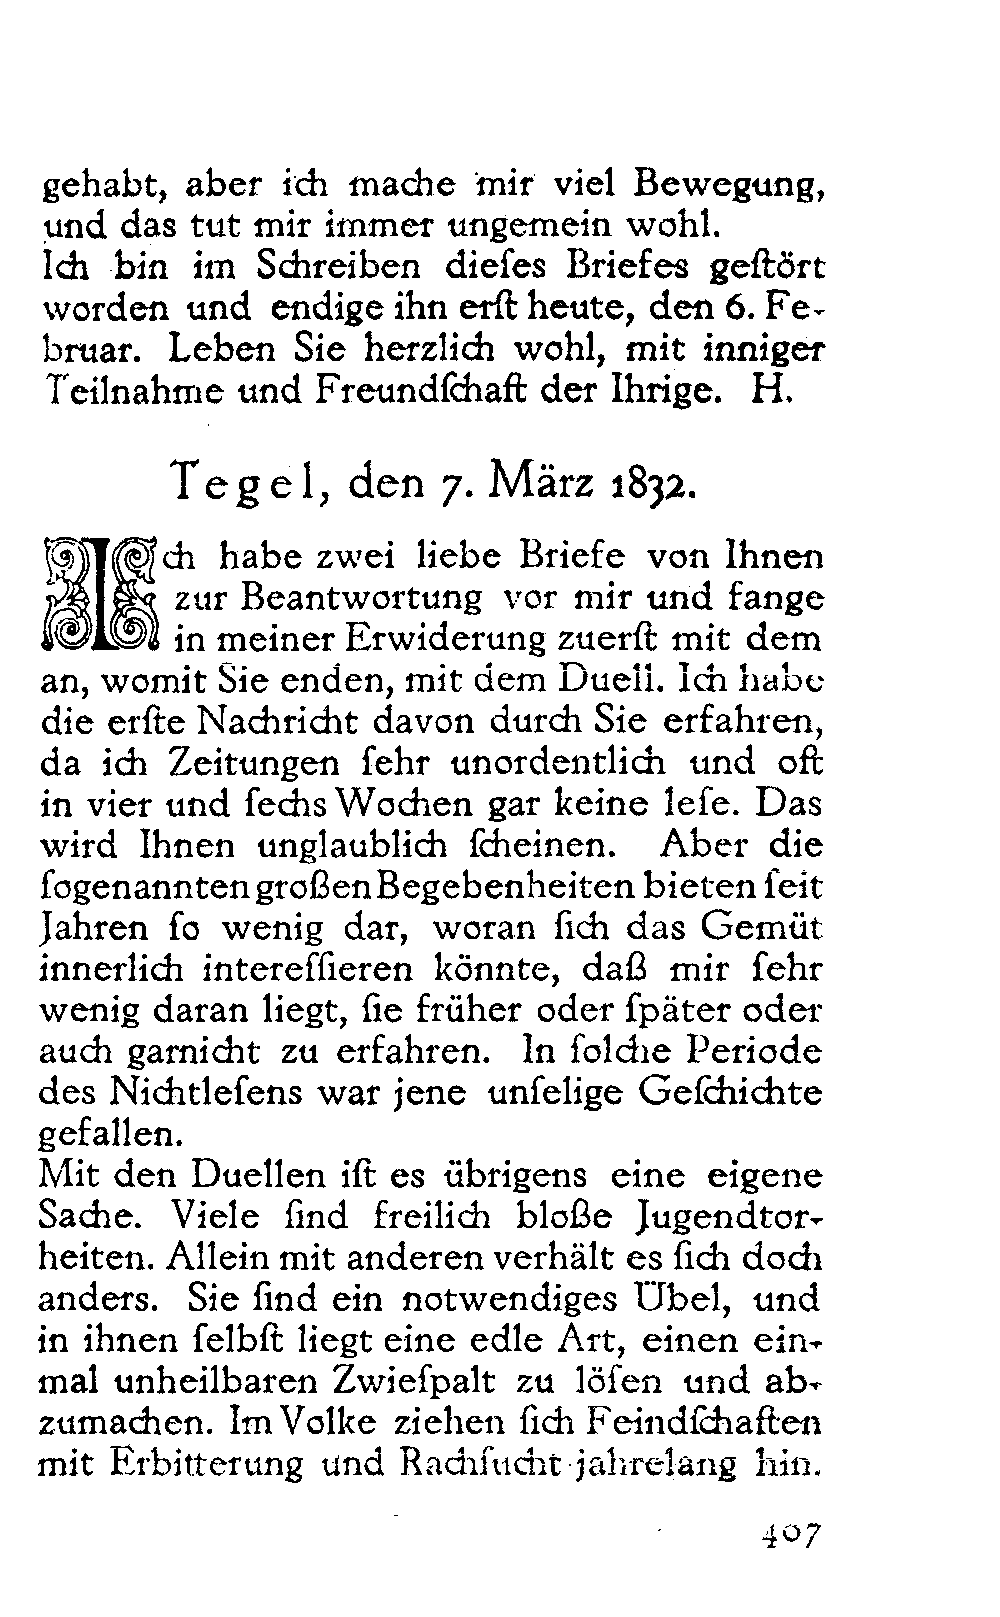 gehabt, aber ich mache mir viel Bewegung,
und das tut mir immer ungemein wohl.
Ich bin im Schreiben dieſes Briefes geſtört
worden und endige ihn erſt heute, den 6. Fe-
bruar. Leben Sie herzlich wohl, mit inniger
Teilnahme und Freundſchaft der Ihrige. H.
Tegel, den 7. März 1832.
Ich habe zwei liebe Briefe von Ihnen
zur Beantwortung vor mir und fange
in meiner Erwiderung zuerſt mit dem
an, womit Sie enden, mit dem Duell. Ich habe
die erſte Nachricht davon durch Sie erfahren,
da ich Zeitungen ſehr unordentlich und oft
in vier und ſechs Wochen gar keine leſe. Das
wird Ihnen unglaublich ſcheinen. Aber die
ſogenannten großen Begebenheiten bieten ſeit
Jahren ſo wenig dar, woran ſich das Gemüt
innerlich intereſſieren könnte, daß mir ſehr
wenig daran liegt, ſie früher oder ſpäter oder
auch garnicht zu erfahren. In ſolche Periode
des Nichtleſens war jene unſelige Geſchichte
gefallen.
Mit den Duellen iſt es übrigens eine eigene
Sache. Viele ſind freilich bloße Jugendtor-
heiten. Allein mit anderen verhält es ſich doch
anders. Sie ſind ein notwendiges Übel, und
in ihnen ſelbſt liegt eine edle Art, einen ein-
mal unheilbaren Zwieſpalt zu löſen und ab-
zumachen. Im Volke ziehen ſich Feindſchaften
mit Erbitterung und Rachſucht jahrelang hin.
407